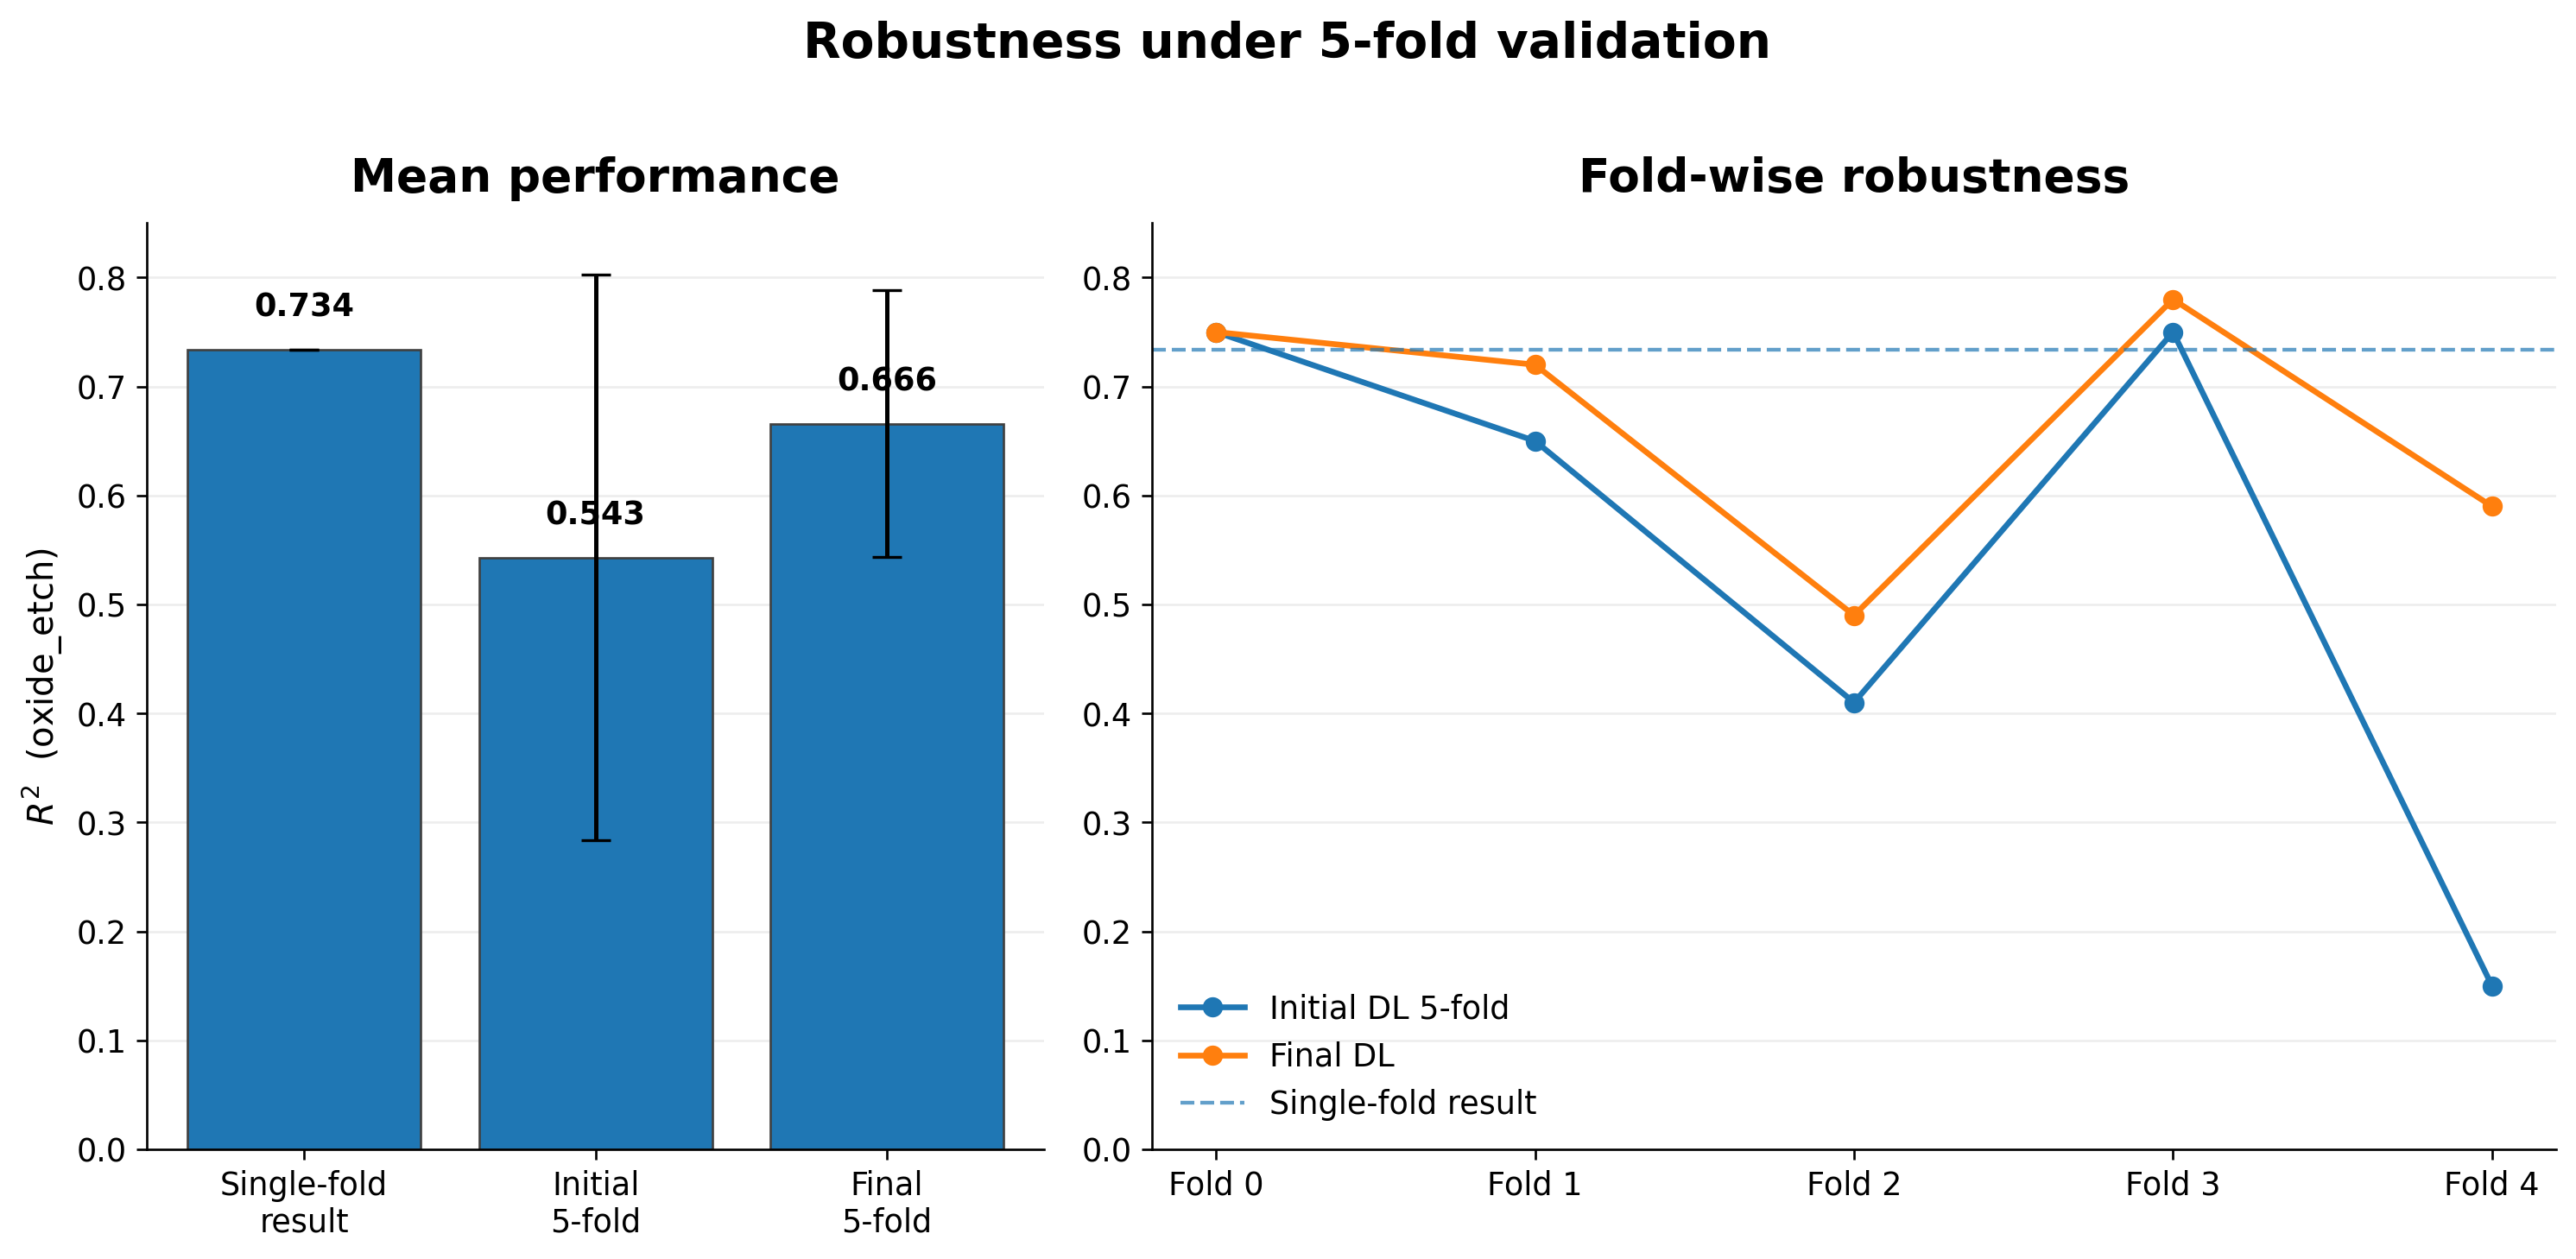 Robustness under 5-fold validation
Mean performance
R² (oxide_etch)
0.8
0.7
0.6
0.5
0.4
0.3
0.2
0.1
0.0
0.734
0.543
0.666
Single-fold
result
Initial
5-fold
Final
5-fold
Fold-wise robustness
0.8
0.7
0.6
0.5
0.4
0.3
0.2
0.1
0.0
Initial DL 5-fold
Final DL
Single-fold result
Fold 0
Fold 1
Fold 2
Fold 3
Fold 4